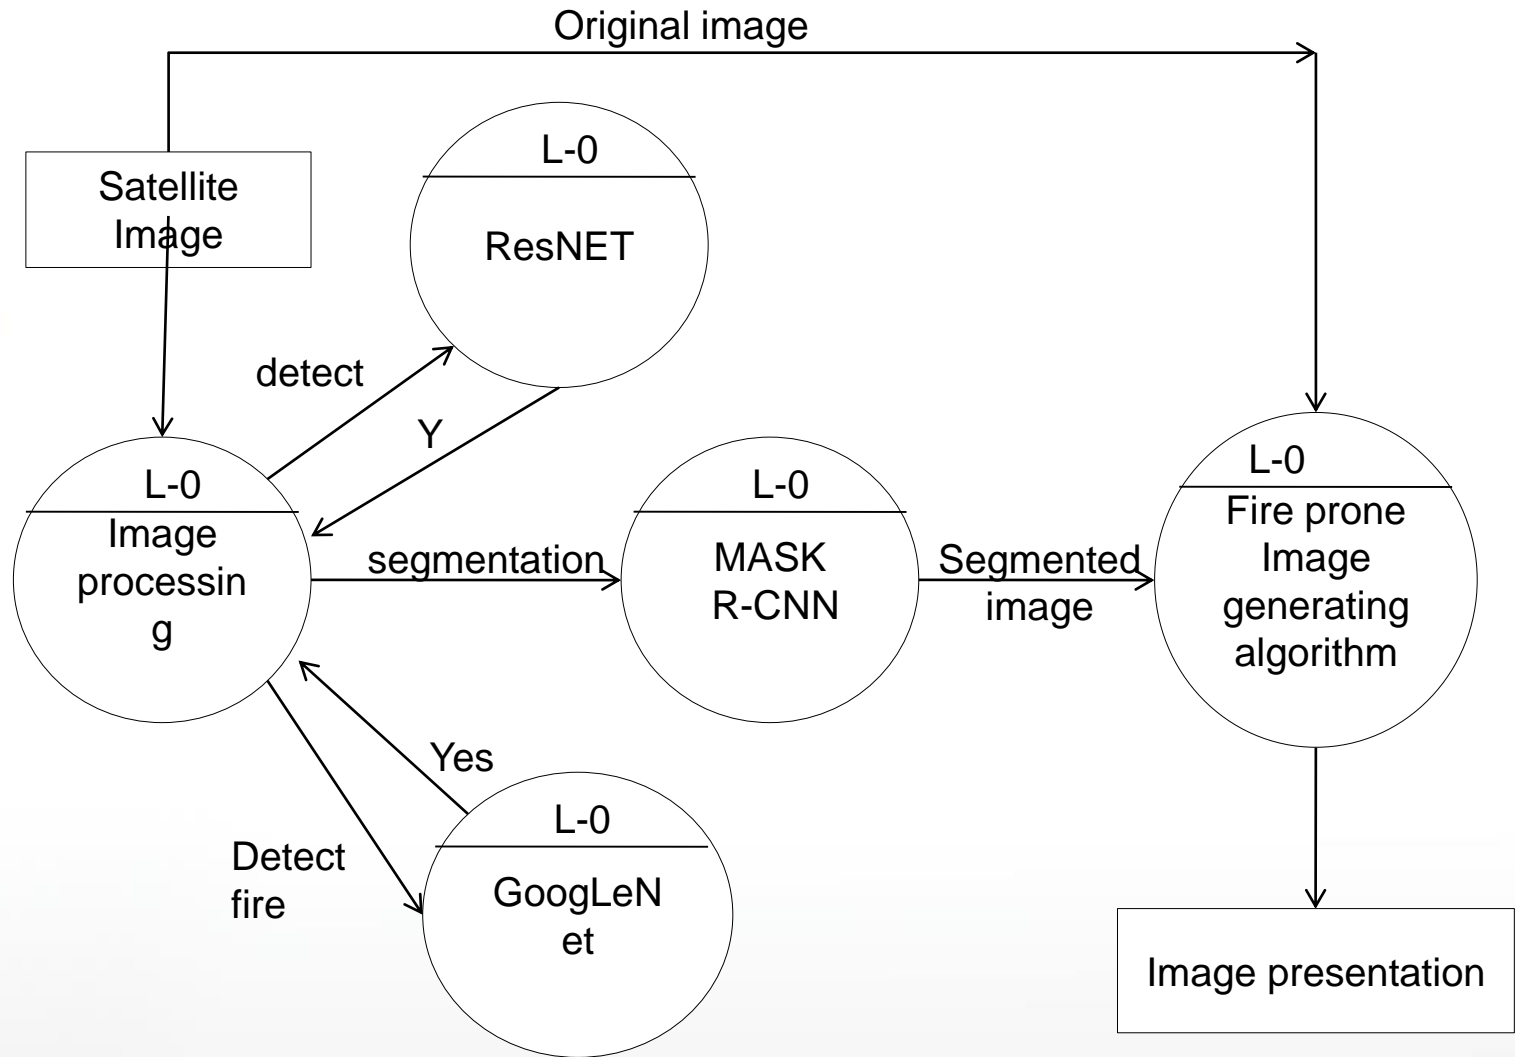 Original image
Satellite
Image
L-0
ResNET
detect
Y
L-0
Image
processin
g
segmentation
L-0
MASK
R-CNN
Segmented
image
L-0
Fire prone
Image
generating
algorithm
Yes
Detect
fire
L-0
GoogLeN
et
Image presentation